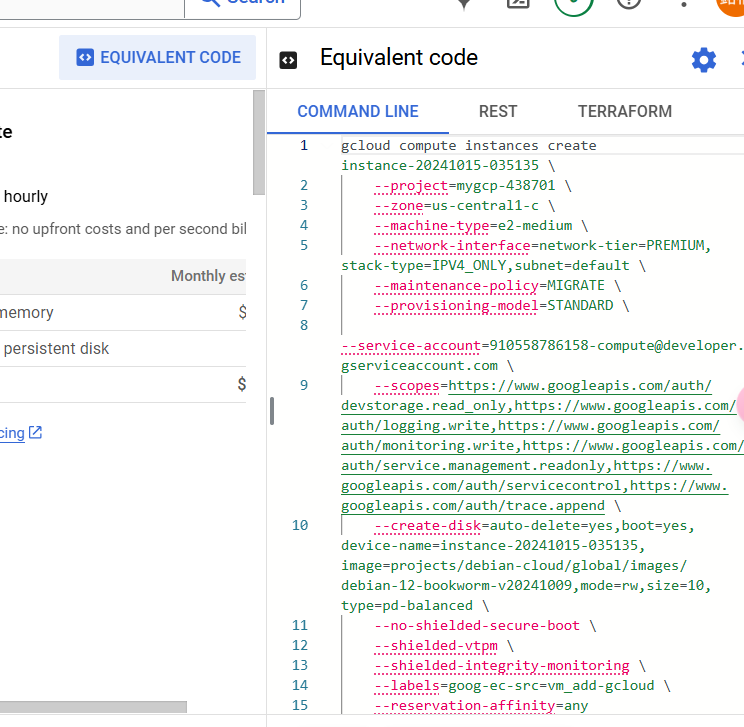 Search
EQUIVALENT CODE
Equivalent code
COMMAND LINE REST TERRAFORM
hourly
no upfront costs and per second bil
Monthly
memory $
persistent disk
$
1 gcloud compute instances create
instance-20241015-035135 \
2 --project=mygcp-438701 \
3 --zone=us-central1-c \
4 --machine-type=e2-medium \
5 --network-interface=network-tier=PREMIUM,
stack-type=IPV4_ONLY,subnet=default \
6 --maintenance-policy=MIGRATE \
7 --provisioning-model=STANDARD \
8
--service-account=910558786158-compute@developer.
gserviceaccount.com \
9 --scopes=https://www.googleapis.com/auth/
devstorage.read_only,https://www.googleapis.com/
auth/logging.write,https://www.googleapis.com/
auth/monitoring.write,https://www.googleapis.com/
auth/service.management.readonly,https://www.
googleapis.com/auth/servicecontrol,https://www.
googleapis.com/auth/trace.append \
10 --create-disk=auto-delete=yes,boot=yes,
device-name=instance-20241015-035135,
image=projects/debian-cloud/global/images/
debian-12-bookworm-v20241009,mode=rw,size=10,
type=pd-balanced \
11 --no-shielded-secure-boot \
12 --shielded-vtpm \
13 --shielded-integrity-monitoring \
14 --labels=goog-ec-src=vm_add-gcloud \
15 --reservation-affinity=any